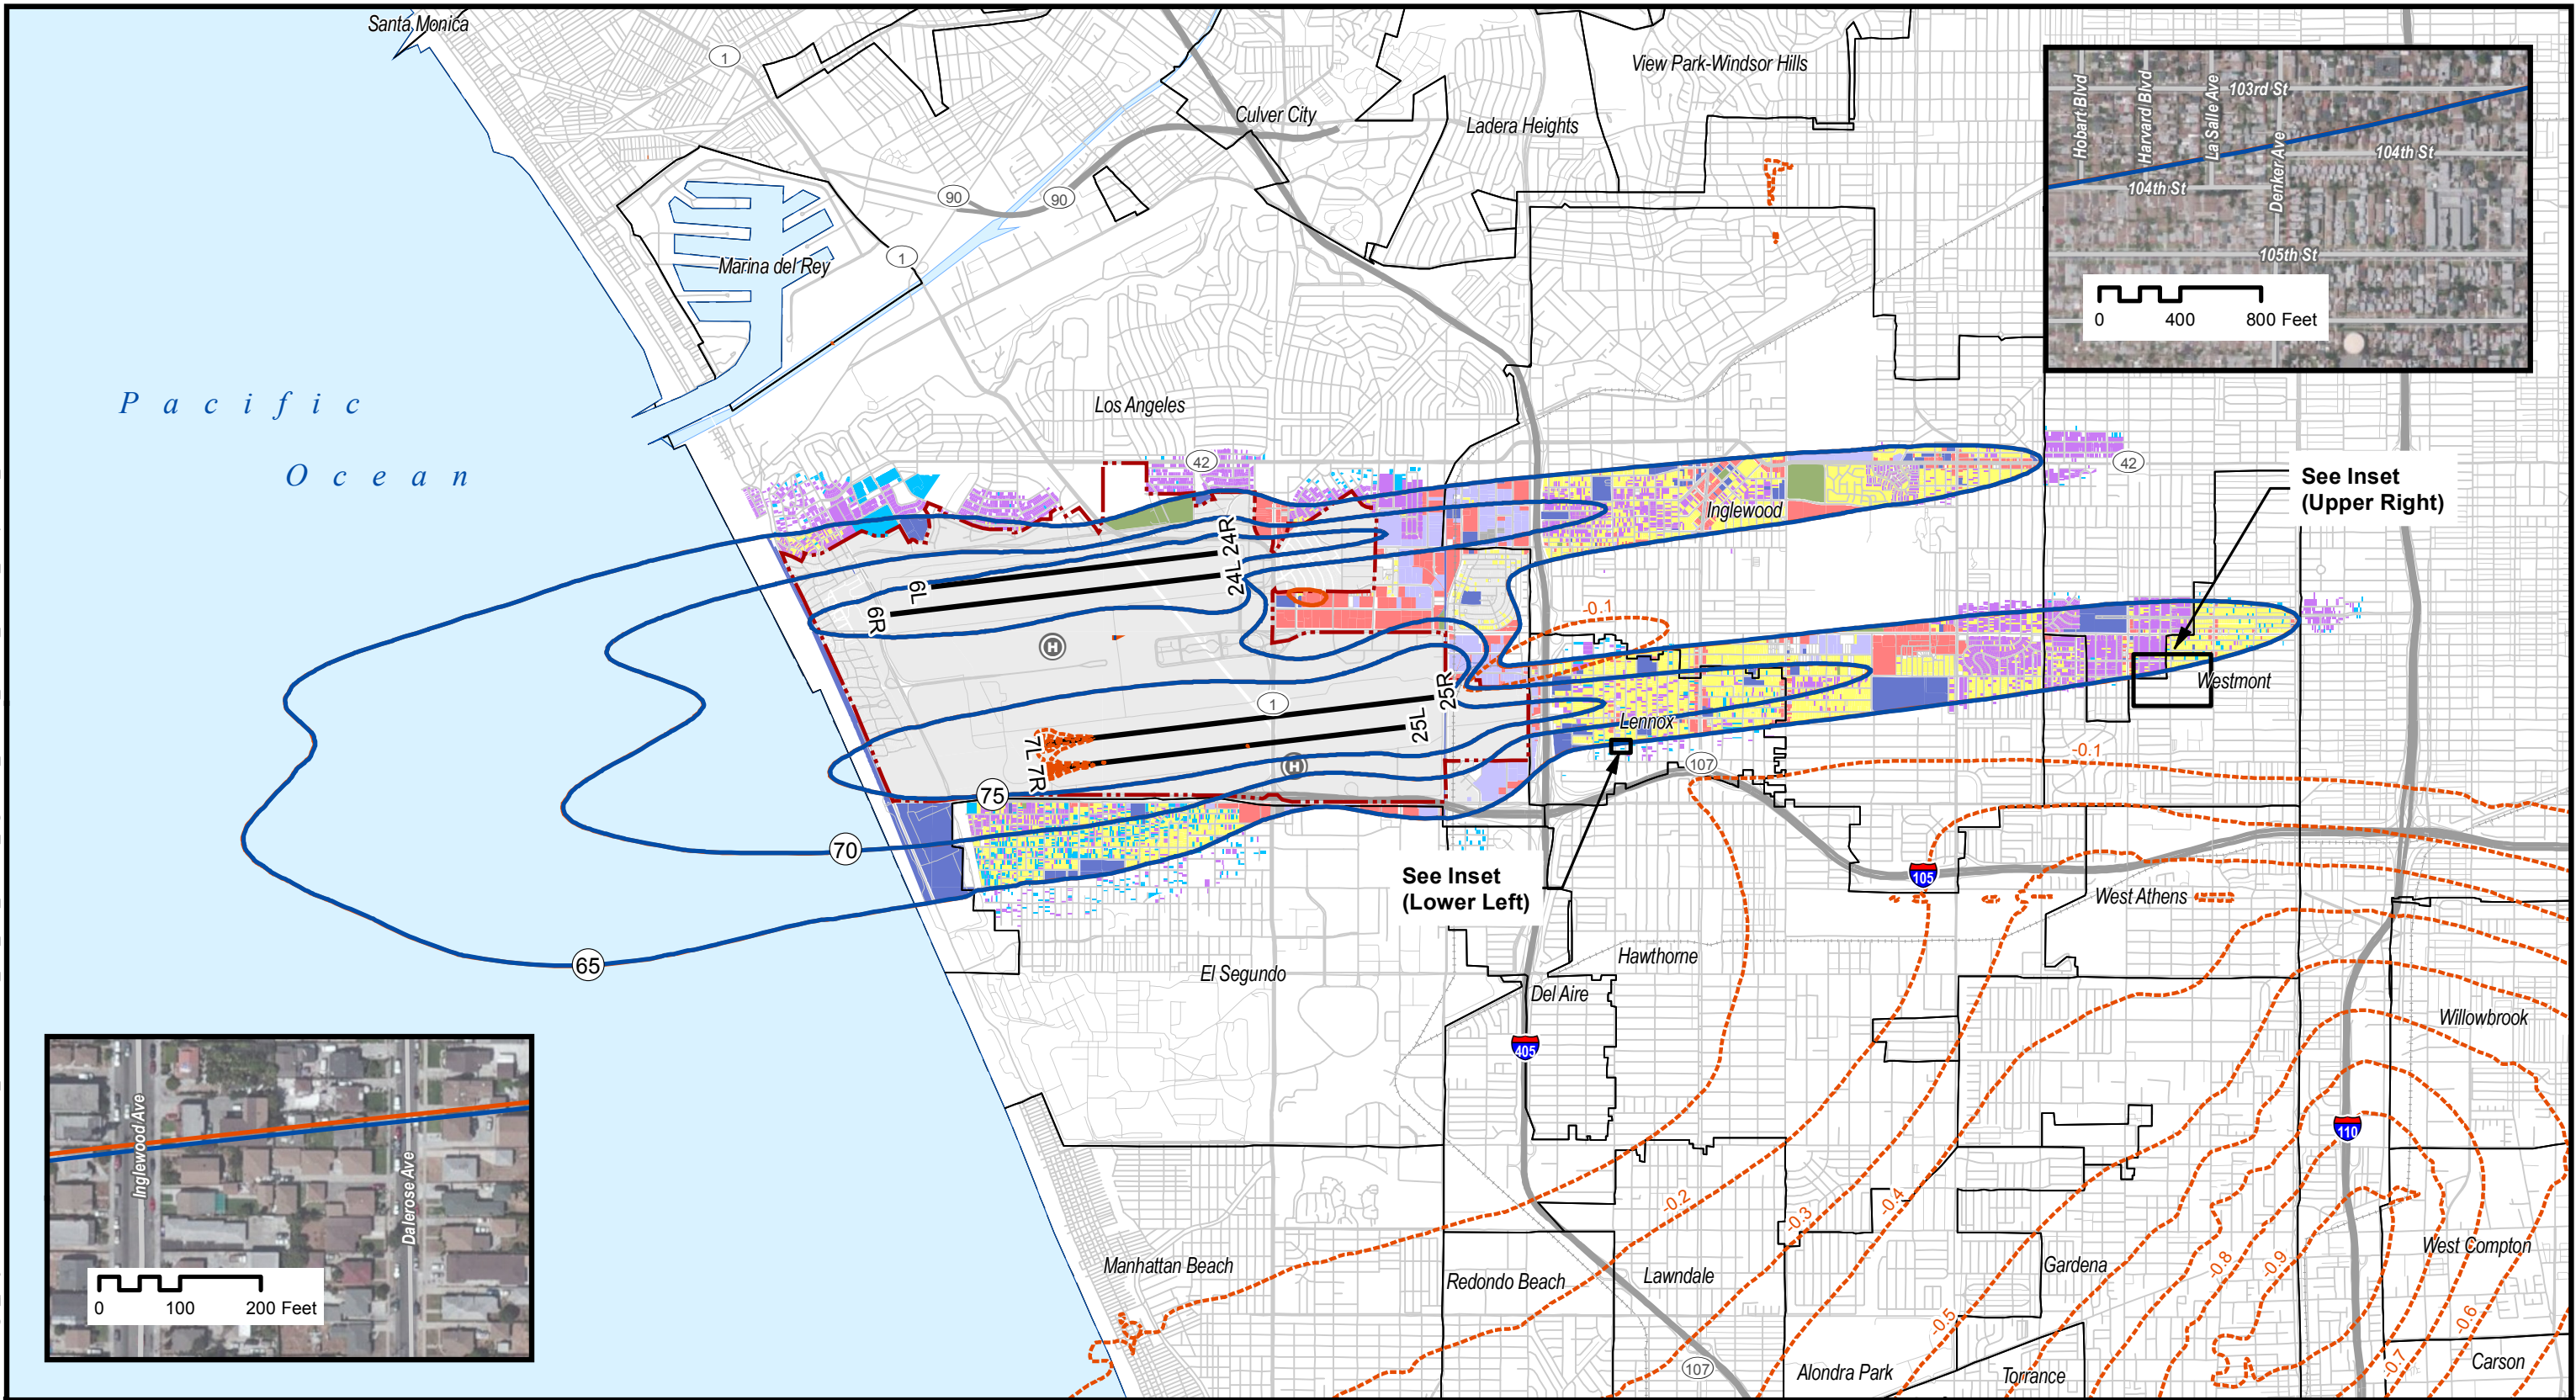 Santa Monica
1
View Park-Windsor Hills
Culver City
Ladera Heights
90
90
Marina del Rey
1
Hobart Blvd
Harvard Blvd
La Salle Ave
103rd St
Denker Ave
104th St
104th St
105th St
0 400 800 Feet
Pacific
Ocean
Los Angeles
42
42
See Inset
(Upper Right)
Inglewood
24R
24L
6L
6R
-0.1
H
25R
25L
1
7L
7R
H
Lennox
Westmont
107
-0.1
75
70
65
See Inset
(Lower Left)
105
West Athens
El Segundo
Hawthorne
Del Aire
405
Willowbrook
110
Inglewood Ave
Dalerose Ave
0 100 200 Feet
Manhattan Beach
Redondo Beach
Lawndale
-0.2
-0.3
-0.4
-0.5
-0.8
-0.9
-0.6
-0.7
Gardena
West Compton
107
Alondra Park
Torrance
Carson